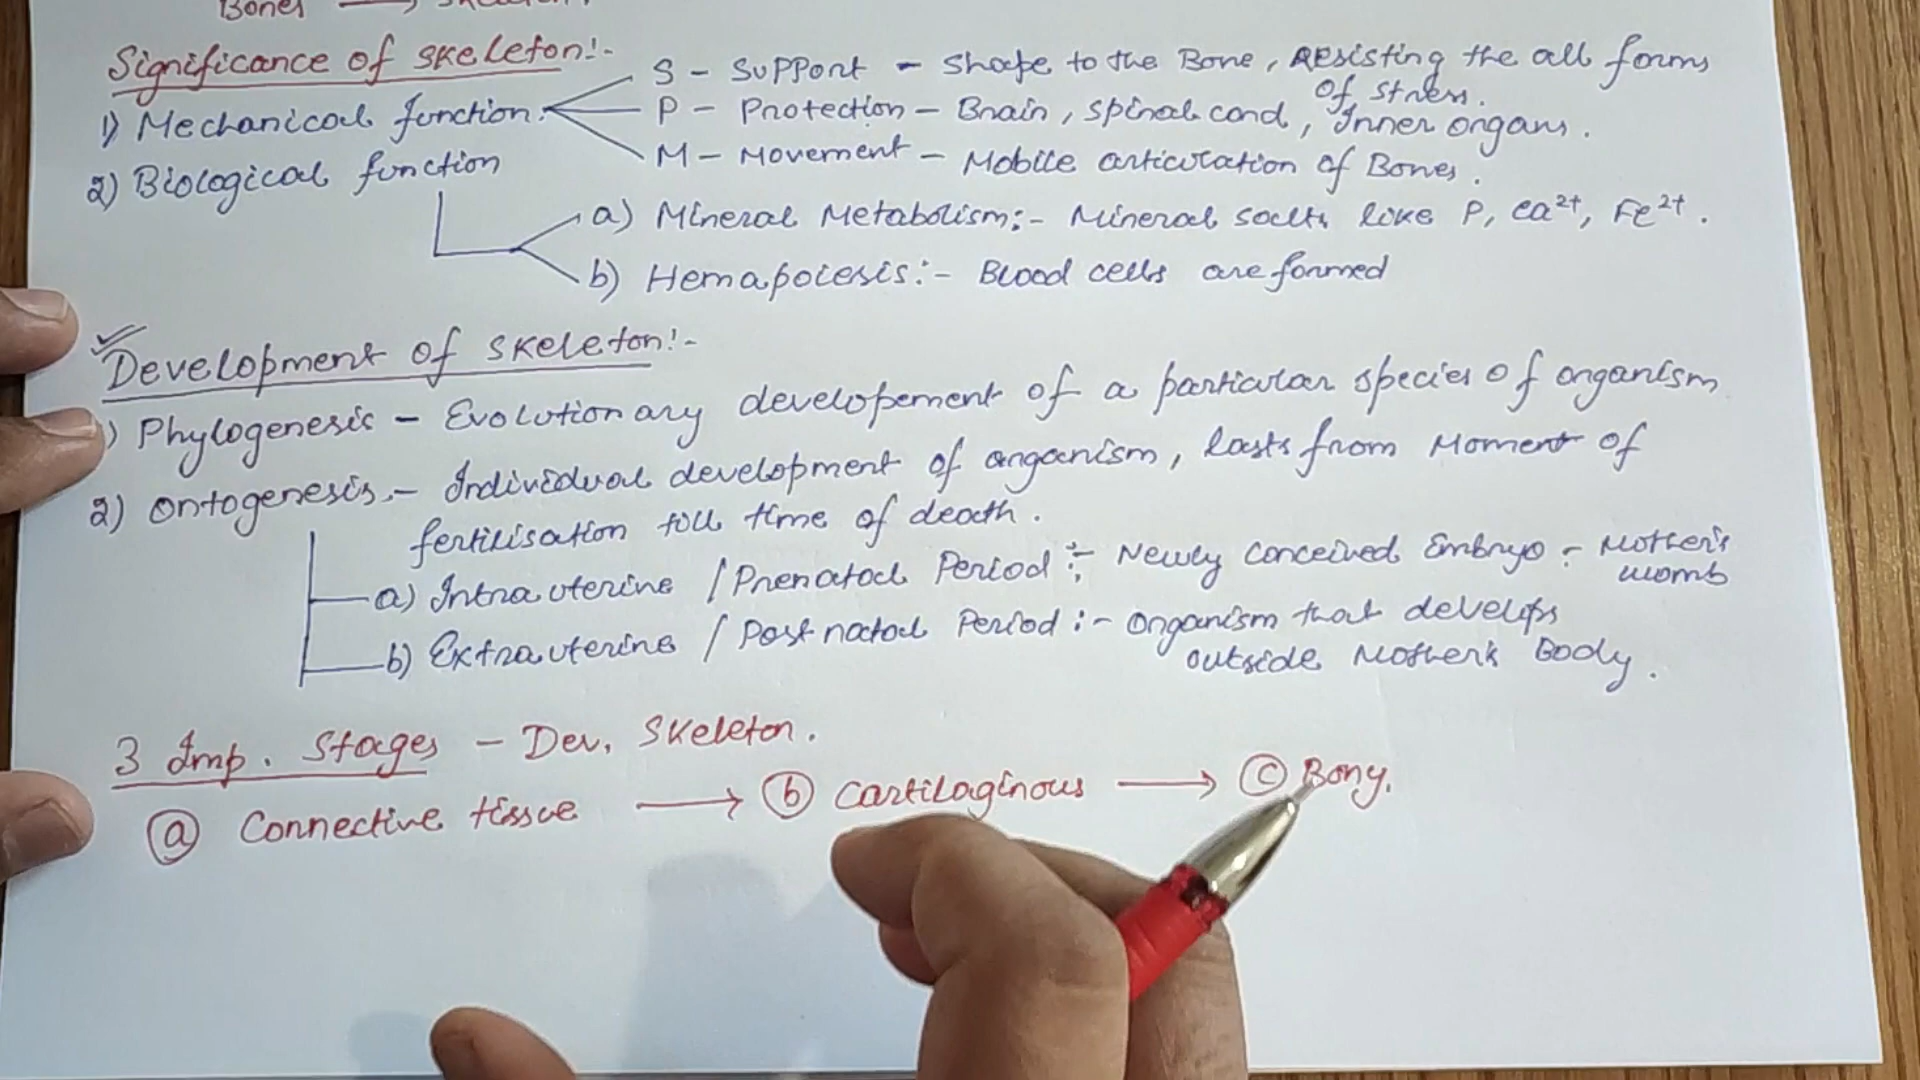 Bones → Skeleton.
Significance of skeleton:-
1) Mechanical function: S - Support - Shape to the Bone, Resisting the all forms of stress.
P - Protection - Brain, spinal cord, Inner organs.
M - Movement - Mobile articulation of Bones.
2) Biological function
a) Mineral Metabolism:- Mineral salts like P, Ca²⁺, Fe²⁺.
b) Hemapoiesis:- Blood cells are formed
Development of skeleton:-
) Phylogenesis - Evolutionary developement of a particular species of organism
2) Ontogenesis - Individual development of organism, lasts from Moment of
fertilisation till time of death.
a) Intrauterine / Prenatal Period :- Newly conceived Embryo - Mother's womb
b) Extrauterine / Postnatal Period :- organism that develops
outside Mother's Body.
3 Imp. Stages - Dev. Skeleton.
ⓐ Connective tissue → ⓑ Cartilaginous → ⓒ Bony.